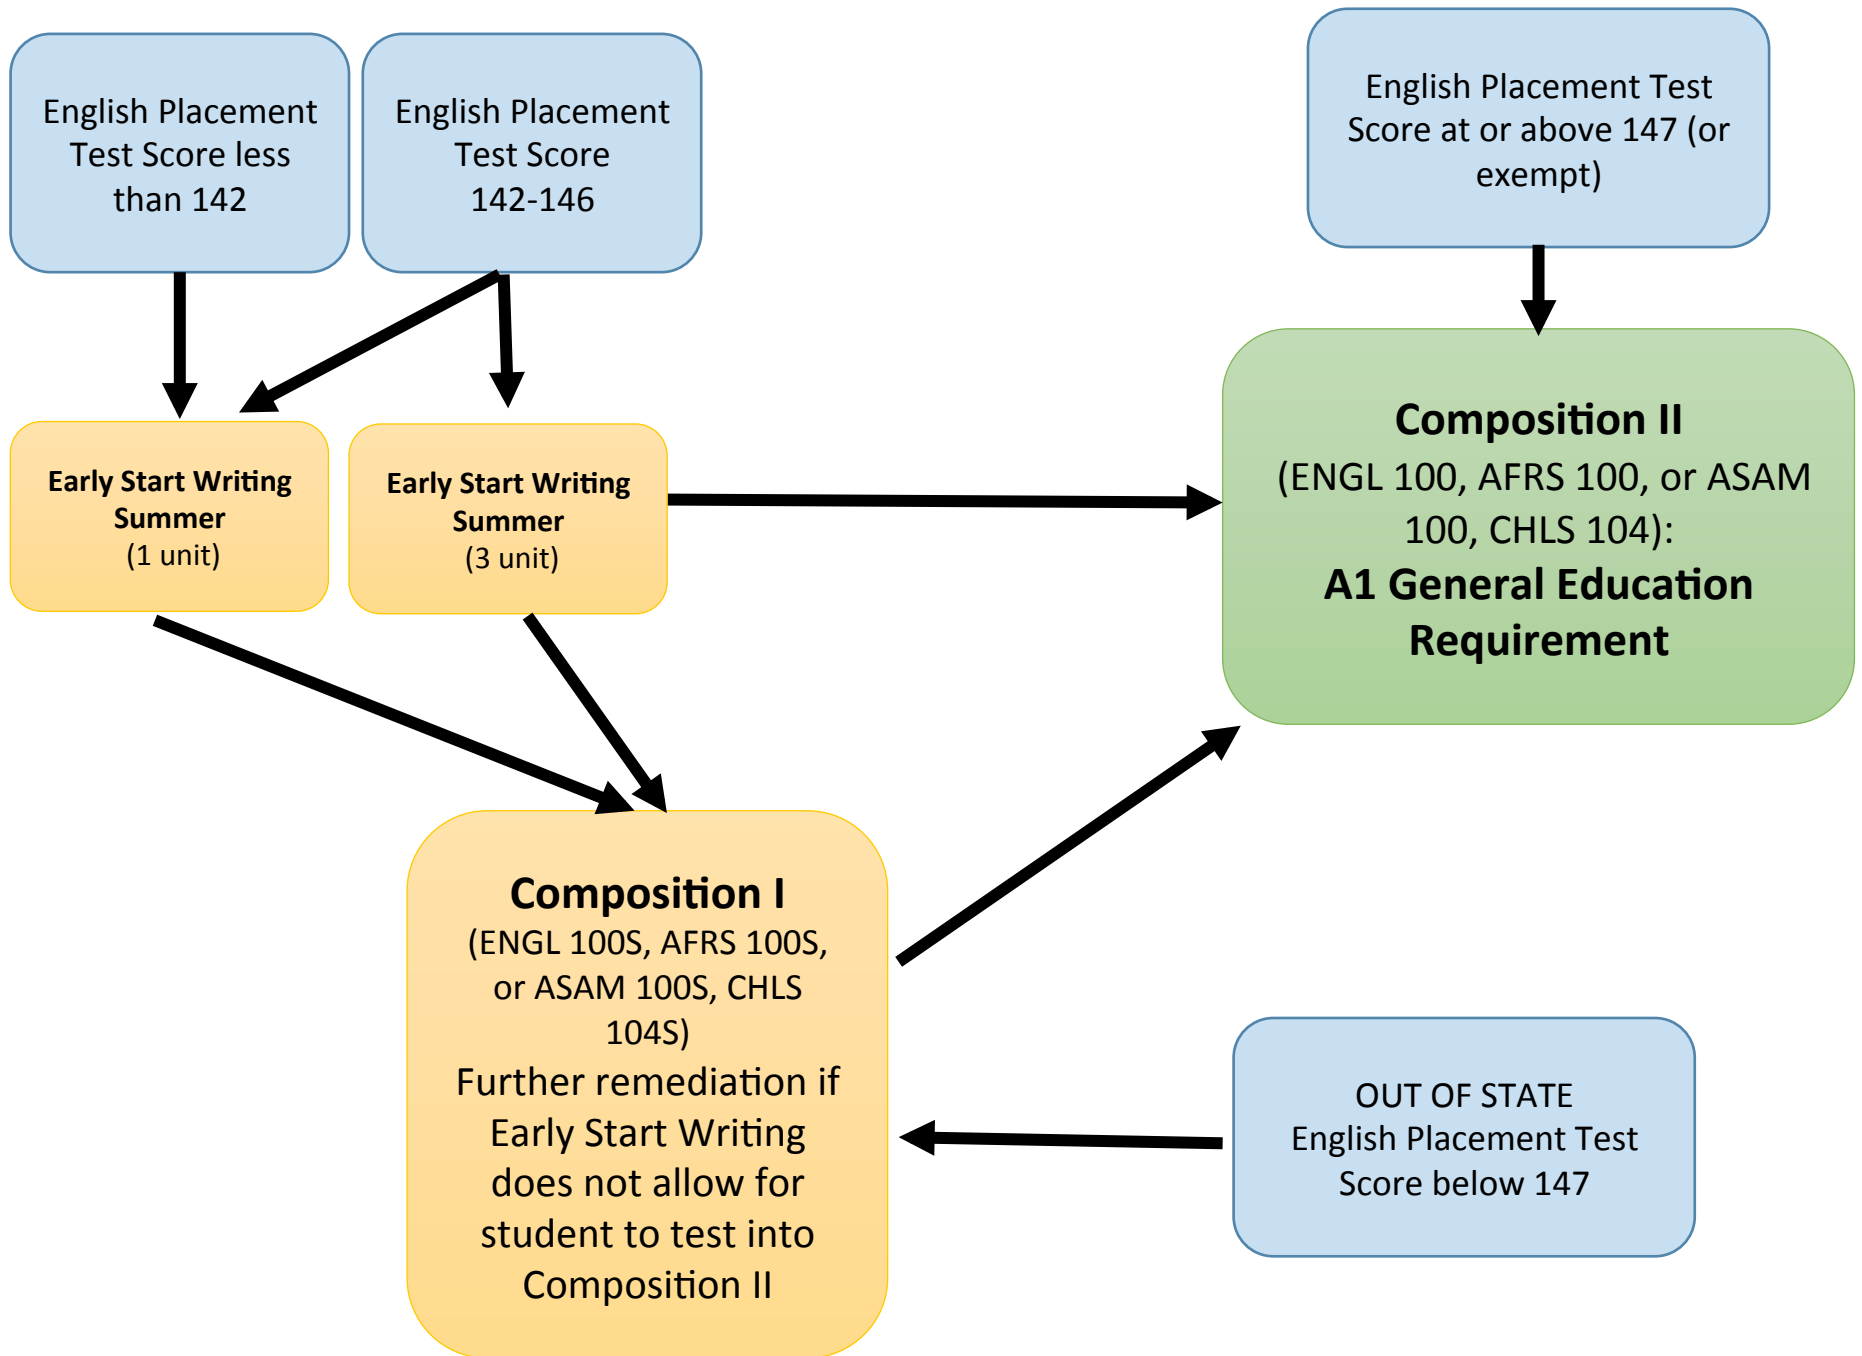 English Placement
Test Score less
than 142
English Placement
Test Score
142-146
English Placement Test
Score at or above 147 (or
exempt)
Early Start Writing
Summer
(1 unit)
Early Start Writing
Summer
(3 unit)
Composition II
(ENGL 100, AFRS 100, or ASAM
100, CHLS 104):
A1 General Education
Requirement
Composition I
(ENGL 100S, AFRS 100S,
or ASAM 100S, CHLS
104S)
Further remediation if
Early Start Writing
does not allow for
student to test into
Composition II
OUT OF STATE
English Placement Test
Score below 147